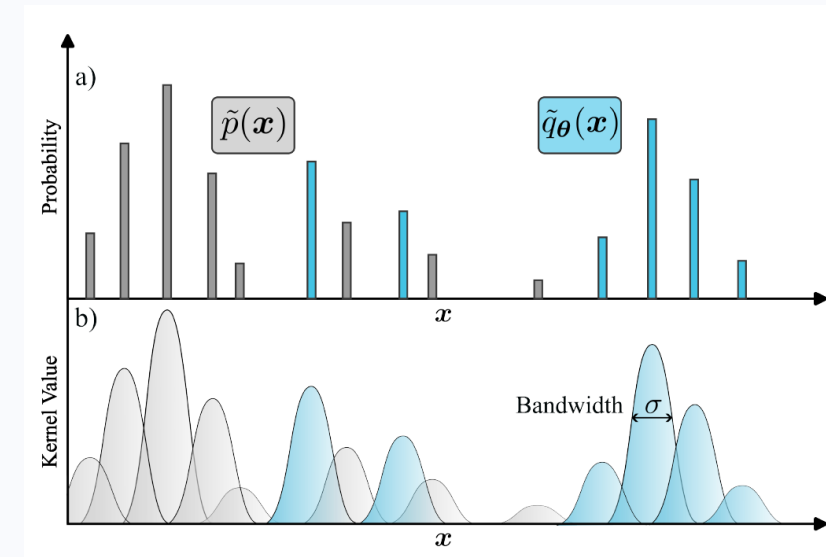 a)
p̃(x)
q̃θ(x)
Probability
x
b)
Kernel Value
Bandwidth σ
x